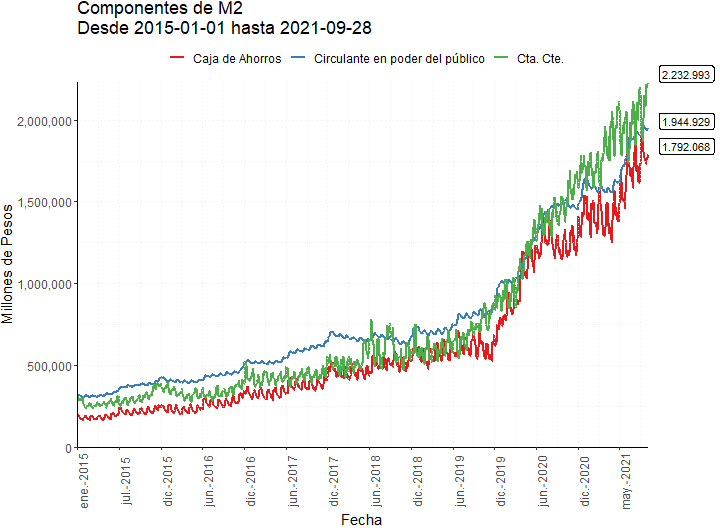 Componentes de M2
Desde 2015-01-01 hasta 2021-09-28
Caja de Ahorros
Circulante en poder del público
Cta. Cte.
2.232.993
1.944.929
1.792.068
Millones de Pesos
2,000,000
1,500,000
1,000,000
500,000
0
ene.-2015
jul.-2015
dic.-2015
jun.-2016
dic.-2016
jun.-2017
dic.-2017
jun.-2018
dic.-2018
jun.-2019
dic.-2019
jun.-2020
dic.-2020
may.-2021
Fecha